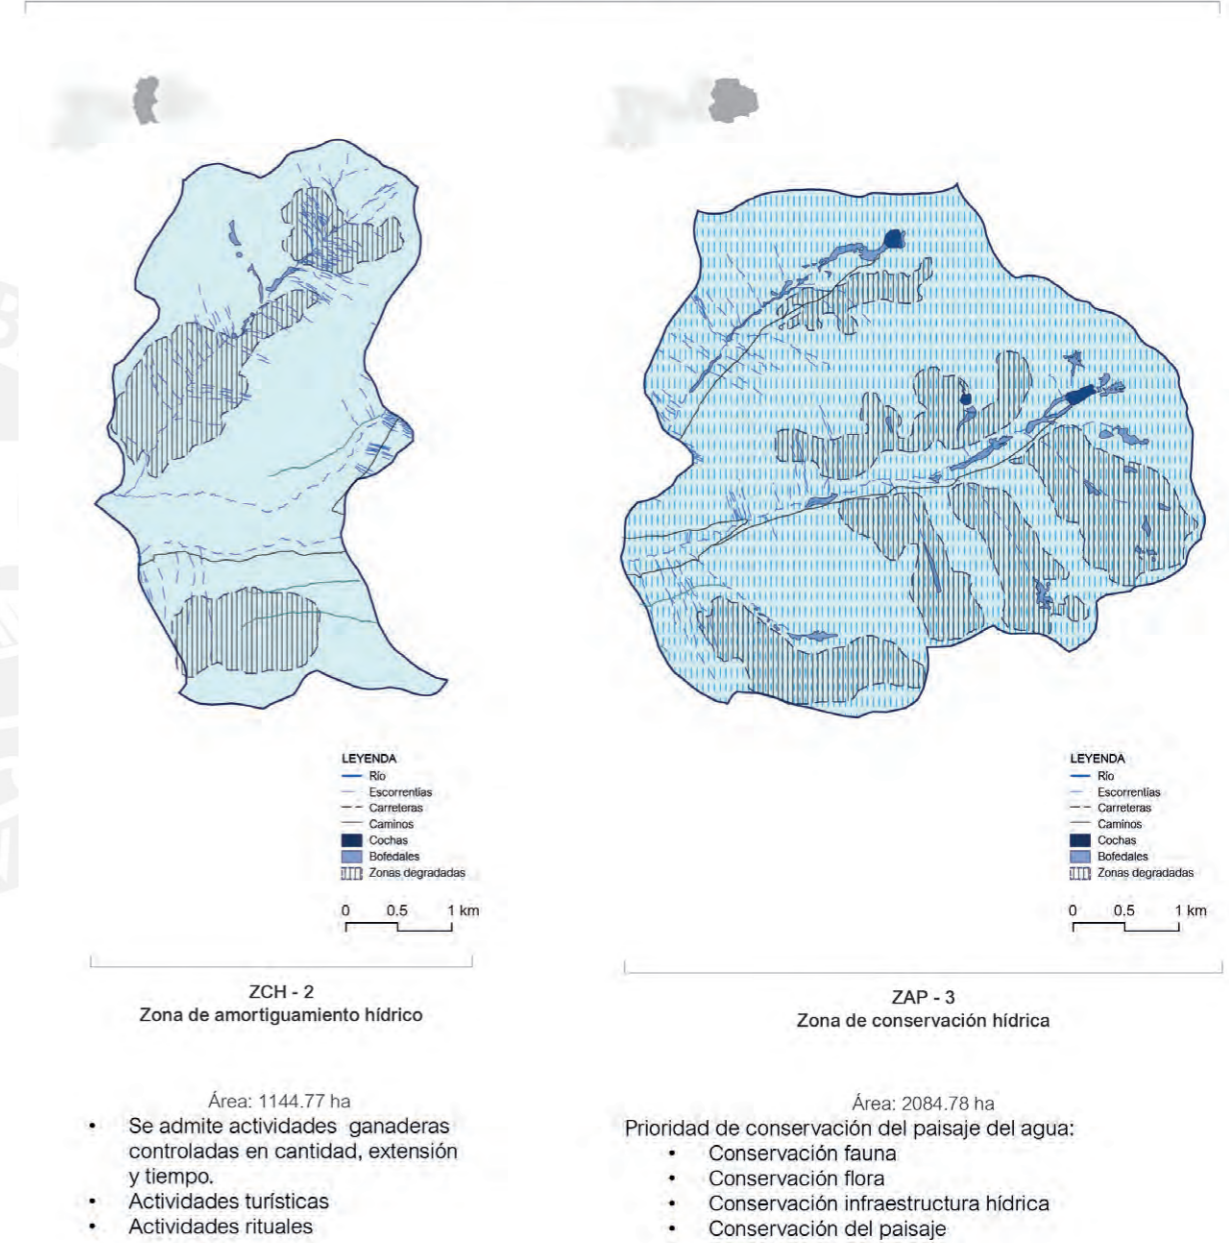 LEYENDA
Río
Escorrentías
Carreteras
Caminos
Cochas
Bofedales
Zonas degradadas
0 0.5 1 km
ZCH - 2
Zona de amortiguamiento hídrico
Área: 1144.77 ha
• Se admite actividades ganaderas
controladas en cantidad, extensión
y tiempo.
• Actividades turísticas
• Actividades rituales
LEYENDA
Río
Escorrentías
Carreteras
Caminos
Cochas
Bofedales
Zonas degradadas
0 0.5 1 km
ZAP - 3
Zona de conservación hídrica
Área: 2084.78 ha
Prioridad de conservación del paisaje del agua:
• Conservación fauna
• Conservación flora
• Conservación infraestructura hídrica
• Conservación del paisaje